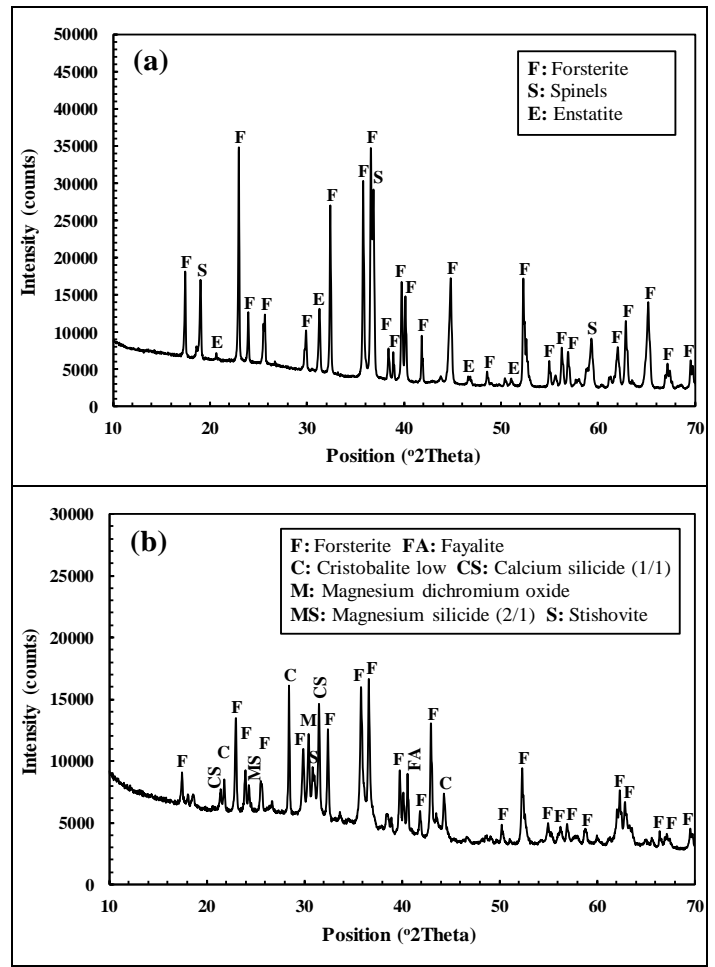 50000
45000
40000
35000
30000
25000
20000
15000
10000
5000
0
Intensity (counts)
(a)
F: Forsterite
S: Spinels
E: Enstatite
F S E F F F F E F F F S F F F F F F E F E F F F F S F F F F F
10 20 30 40 50 60 70
Position (°2Theta)
30000
25000
20000
15000
10000
5000
0
Intensity (counts)
(b)
F: Forsterite FA: Fayalite
C: Cristobalite low CS: Calcium silicide (1/1)
M: Magnesium dichromium oxide
MS: Magnesium silicide (2/1) S: Stishovite
F CS C F F MS F C F M S CS F F F F FA F F C F F F F F F F F F F F
10 20 30 40 50 60 70
Position (°2Theta)